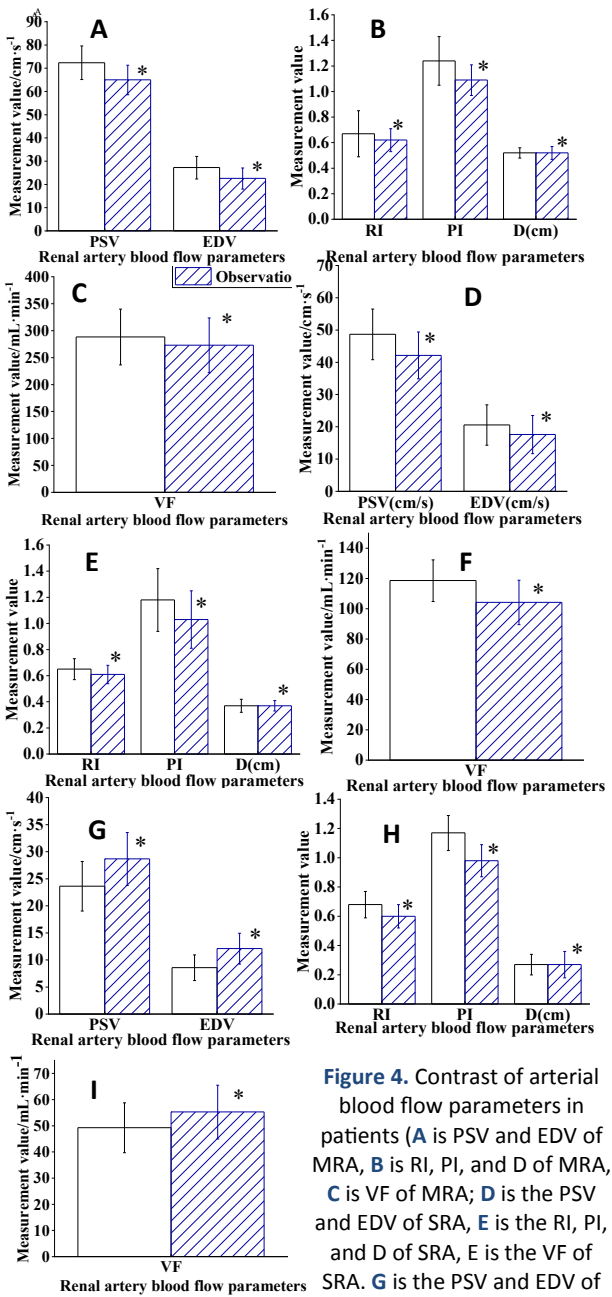 A
A
Measurement value/cm·s⁻¹
90
80
70
60
50
40
30
20
10
0
*
*
PSV EDV
Renal artery blood flow parameters
B
Measurement value
1.6
1.4
1.2
1.0
0.8
0.6
0.4
0.2
0.0
*
*
*
RI PI D(cm)
Renal artery blood flow parameters
C
Observatio
Measurement value/mL·min⁻¹
400
350
300
250
200
150
100
50
0
*
VF
Renal artery blood flow parameters
D
Measurement value/cm·s⁻¹
60
50
40
30
20
10
0
*
*
PSV(cm/s) EDV(cm/s)
Renal artery blood flow parameters
E
Measurement value
1.6
1.4
1.2
1.0
0.8
0.6
0.4
0.2
0.0
*
*
*
RI PI D(cm)
Renal artery blood flow parameters
F
Measurement value/mL·min⁻¹
140
120
100
80
60
40
20
0
*
VF
Renal artery blood flow parameters
G
Measurement value/cm·s⁻¹
40
35
30
25
20
15
10
5
0
*
*
PSV EDV
Renal artery blood flow parameters
H
Measurement value
1.4
1.2
1.0
0.8
0.6
0.4
0.2
0.0
*
*
*
RI PI D(cm)
Renal artery blood flow parameters
I
Measurement value/mL·min⁻¹
70
60
50
40
30
20
10
0
*
VF
Renal artery blood flow parameters
Figure 4. Contrast of arterial
blood flow parameters in
patients (A is PSV and EDV of
MRA, B is RI, PI, and D of MRA,
C is VF of MRA; D is the PSV
and EDV of SRA, E is the RI, PI,
and D of SRA, E is the VF of
SRA. G is the PSV and EDV of